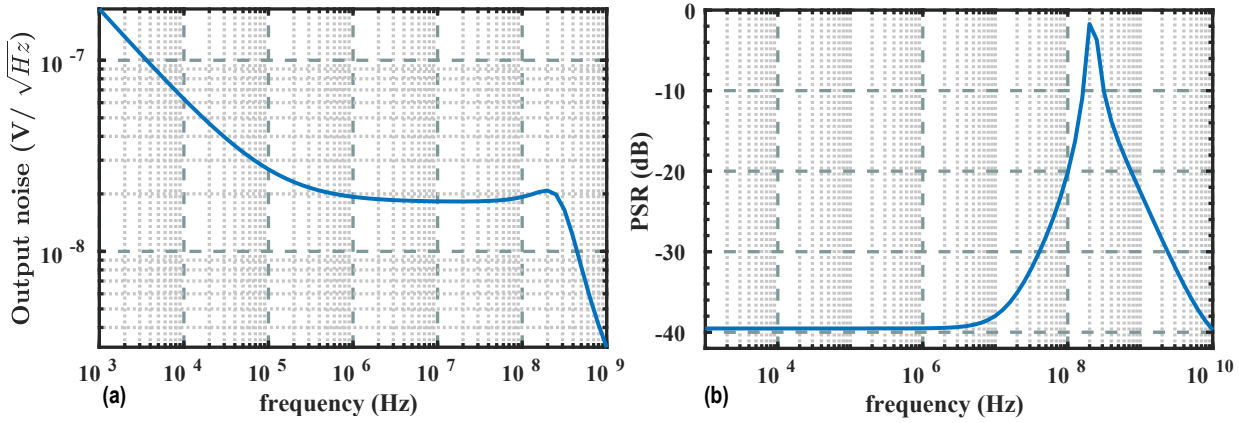 Output noise (V/ √Hz)
10^-7
10^-8
10^3 10^4 10^5 10^6 10^7 10^8 10^9
(a)
frequency (Hz)
PSR (dB)
0
-10
-20
-30
-40
10^4 10^6 10^8 10^10
(b)
frequency (Hz)